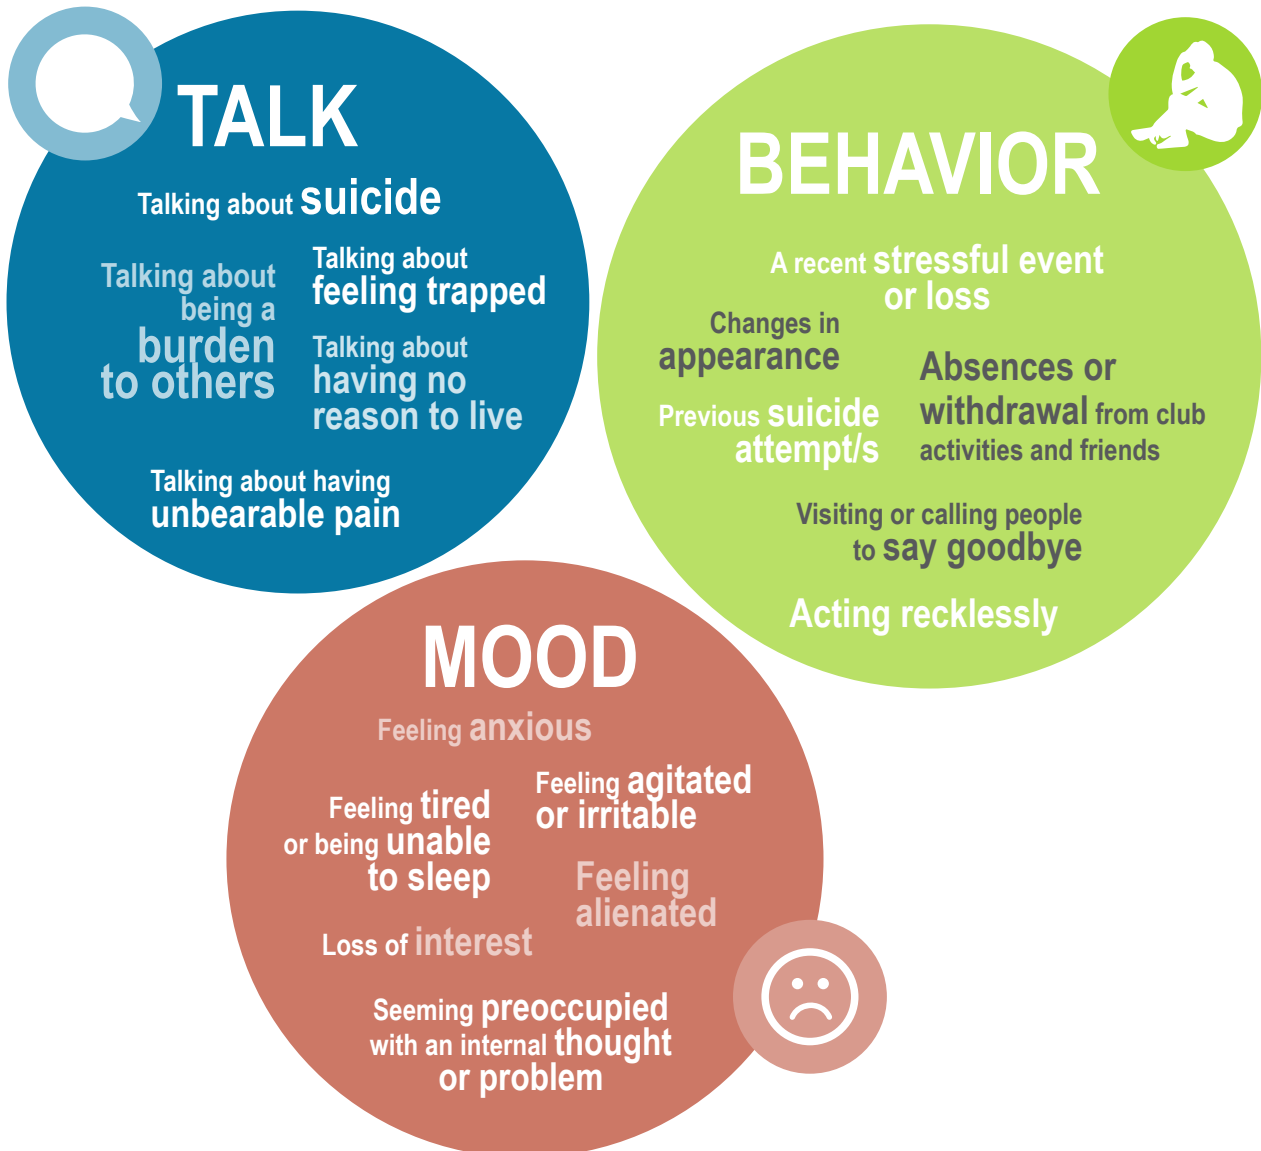 TALK
Talking about suicide
Talking about
being a
burden
to others
Talking about
feeling trapped
Talking about
having no
reason to live
Talking about having
unbearable pain
BEHAVIOR
A recent stressful event
or loss
Changes in
appearance
Previous suicide
attempt/s
Absences or
withdrawal from club
activities and friends
Visiting or calling people
to say goodbye
Acting recklessly
MOOD
Feeling anxious
Feeling tired
or being unable
to sleep
Feeling agitated
or irritable
Feeling
alienated
Loss of interest
Seeming preoccupied
with an internal thought
or problem